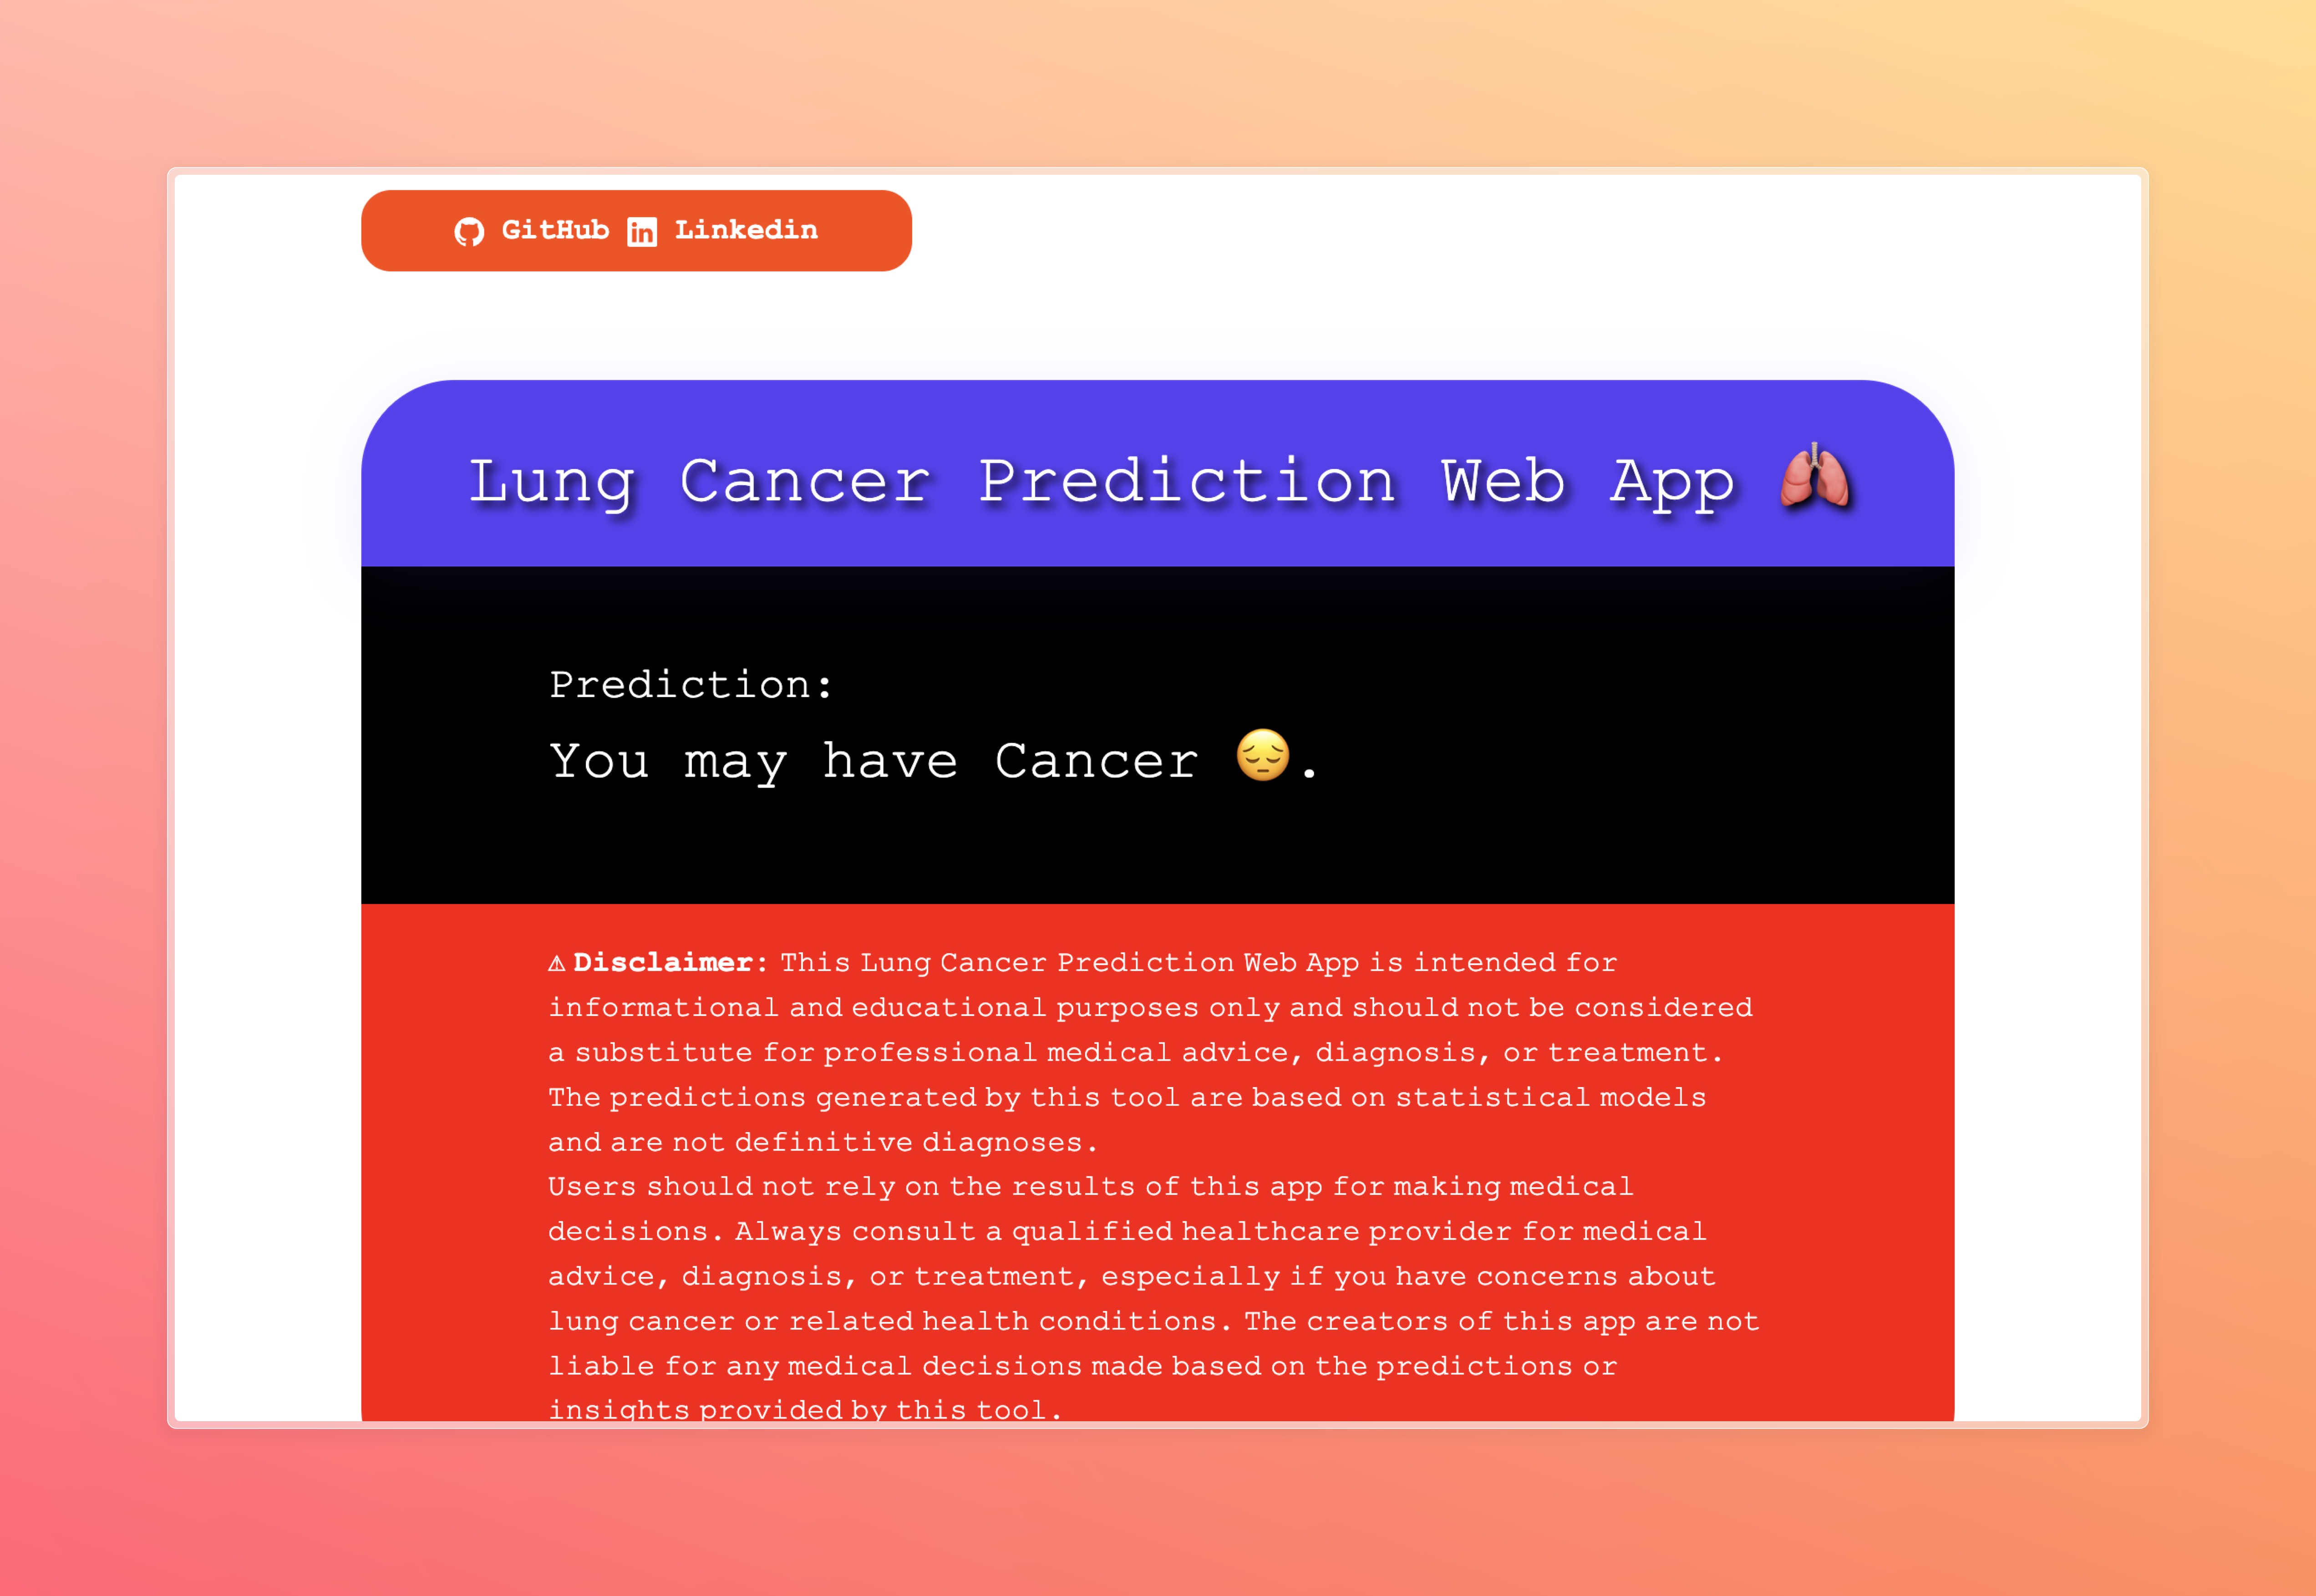 GitHub Linkedin
Lung Cancer Prediction Web App 🫁
Prediction:
You may have Cancer 😔.
⚠ Disclaimer: This Lung Cancer Prediction Web App is intended for
informational and educational purposes only and should not be considered
a substitute for professional medical advice, diagnosis, or treatment.
The predictions generated by this tool are based on statistical models
and are not definitive diagnoses.
Users should not rely on the results of this app for making medical
decisions. Always consult a qualified healthcare provider for medical
advice, diagnosis, or treatment, especially if you have concerns about
lung cancer or related health conditions. The creators of this app are not
liable for any medical decisions made based on the predictions or
insights provided by this tool.